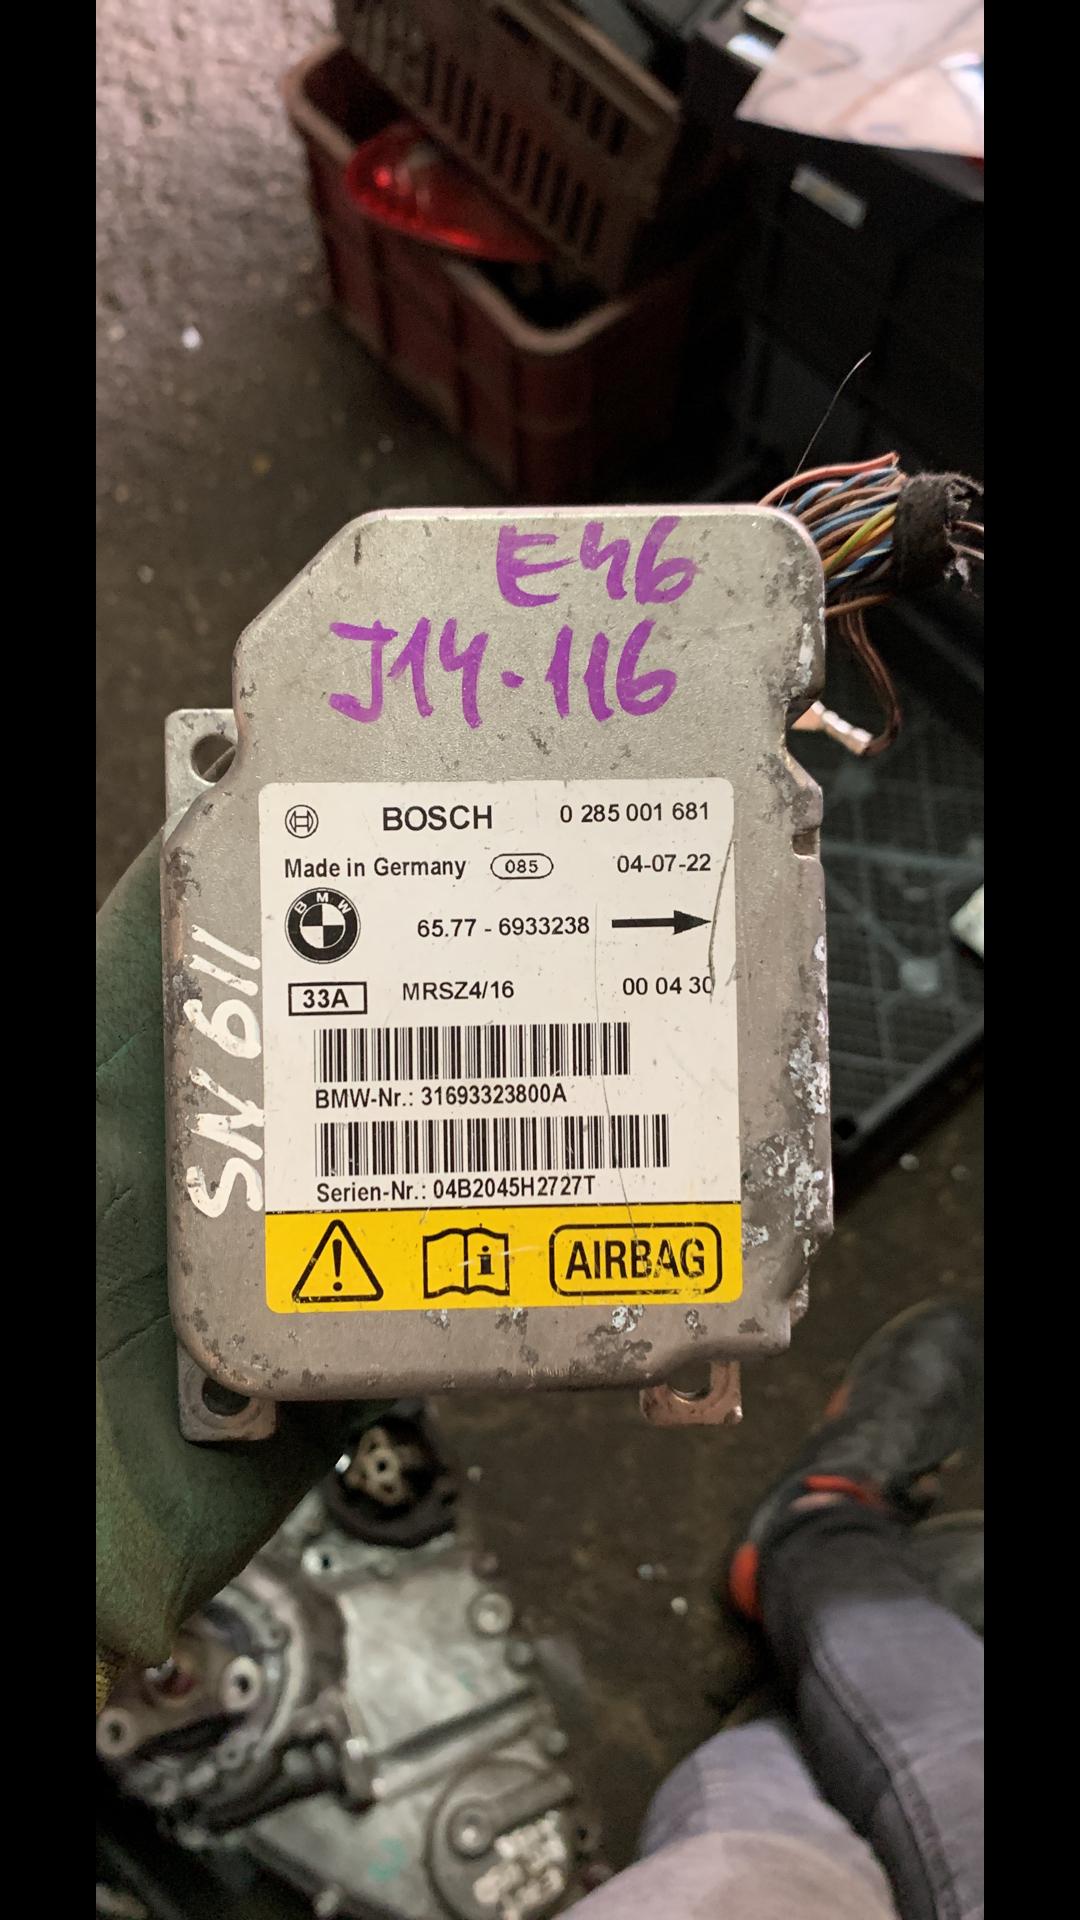 E46
J14-116
BOSCH 0 285 001 681
Made in Germany 085 04-07-22
BMW
65.77 - 6933238
33A MRSZ4/16 00 04 30
BMW-Nr.: 31693323800A
Serien-Nr.: 04B2045H2727T
AIRBAG
SN 611